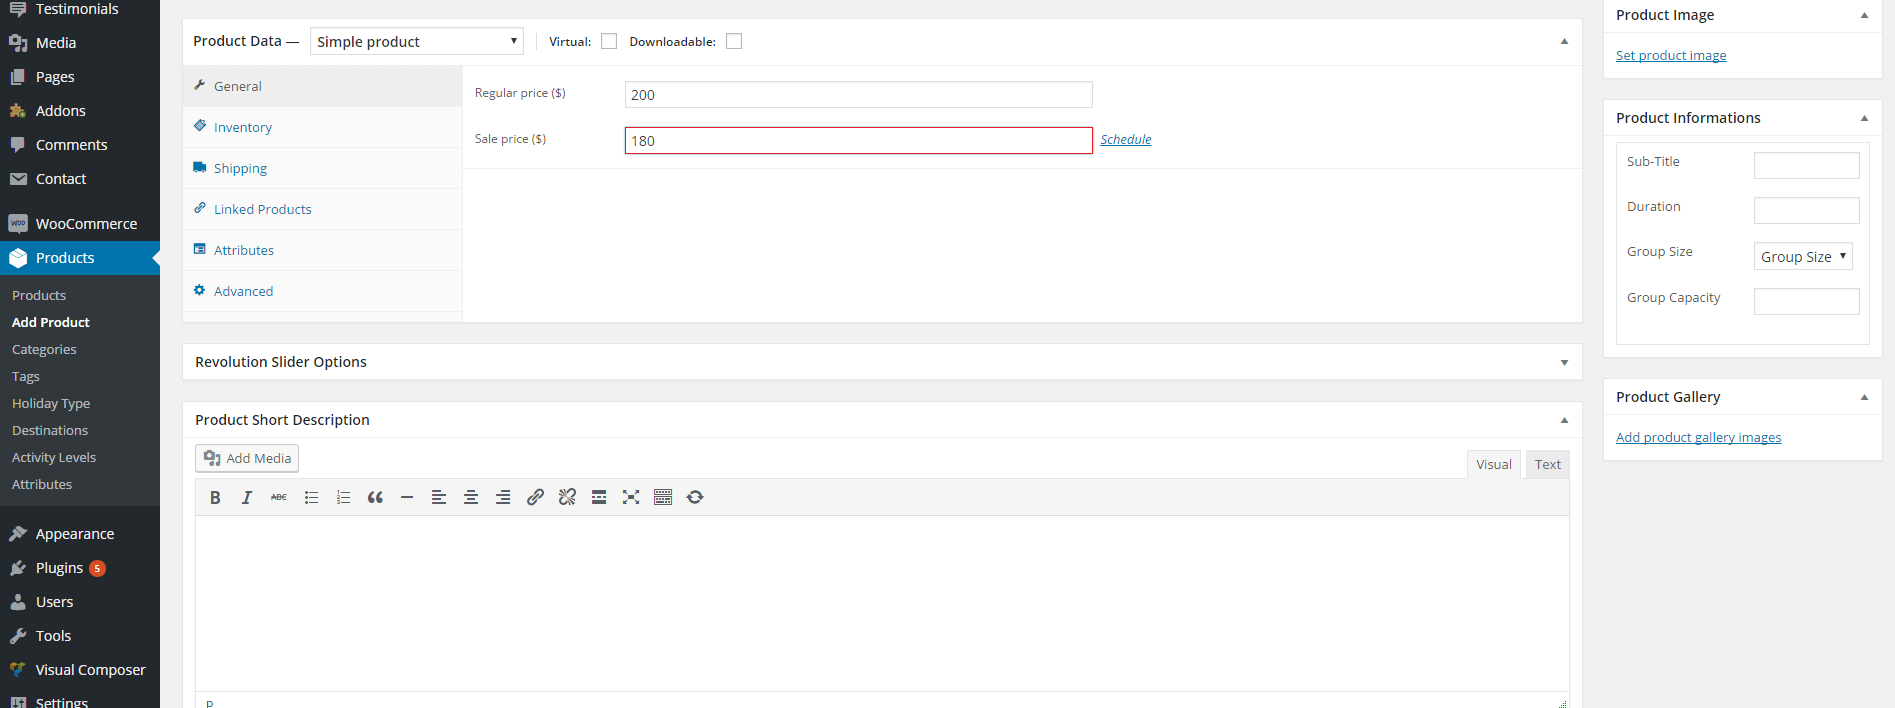 Testimonials
Media
Pages
Addons
Comments
Contact
Woo WooCommerce
Products
Products
Add Product
Categories
Tags
Holiday Type
Destinations
Activity Levels
Attributes
Appearance
Plugins 5
Users
Tools
Visual Composer
Settings
Product Data — Simple product Virtual: Downloadable:
General
Inventory
Shipping
Linked Products
Attributes
Advanced
Regular price ($) 200
Sale price ($) 180 Schedule
Revolution Slider Options
Product Short Description
Add Media
Visual Text
B I ABC
p
Product Image
Set product image
Product Informations
Sub-Title
Duration
Group Size Group Size
Group Capacity
Product Gallery
Add product gallery images